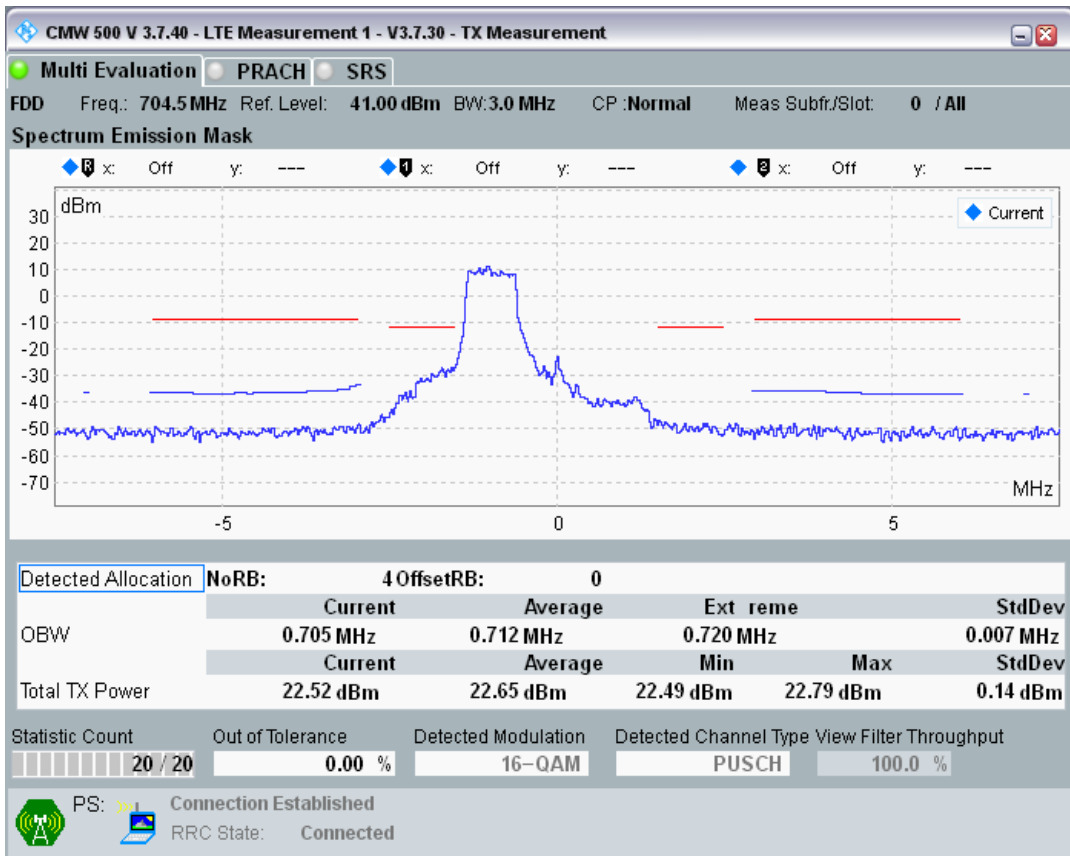 CMW 500 V 3.7.40 - LTE Measurement 1 - V3.7.30 - TX Measurement
Multi Evaluation PRACH SRS
FDD Freq.: 704.5 MHz Ref. Level: 41.00 dBm BW: 3.0 MHz CP :Normal Meas Subfr./Slot: 0 / All
Spectrum Emission Mask
R x: Off y: --- 1 x: Off y: --- 2 x: Off y: ---
dBm
Current
30
20
10
0
-10
-20
-30
-40
-50
-60
-70
MHz
-5 0 5
Detected Allocation NoRB: 4 OffsetRB: 0
Current Average Ext reme StdDev
OBW 0.705 MHz 0.712 MHz 0.720 MHz 0.007 MHz
Current Average Min Max StdDev
Total TX Power 22.52 dBm 22.65 dBm 22.49 dBm 22.79 dBm 0.14 dBm
Statistic Count Out of Tolerance Detected Modulation Detected Channel Type View Filter Throughput
20 / 20 0.00 % 16-QAM PUSCH 100.0 %
PS: Connection Established
RRC State: Connected